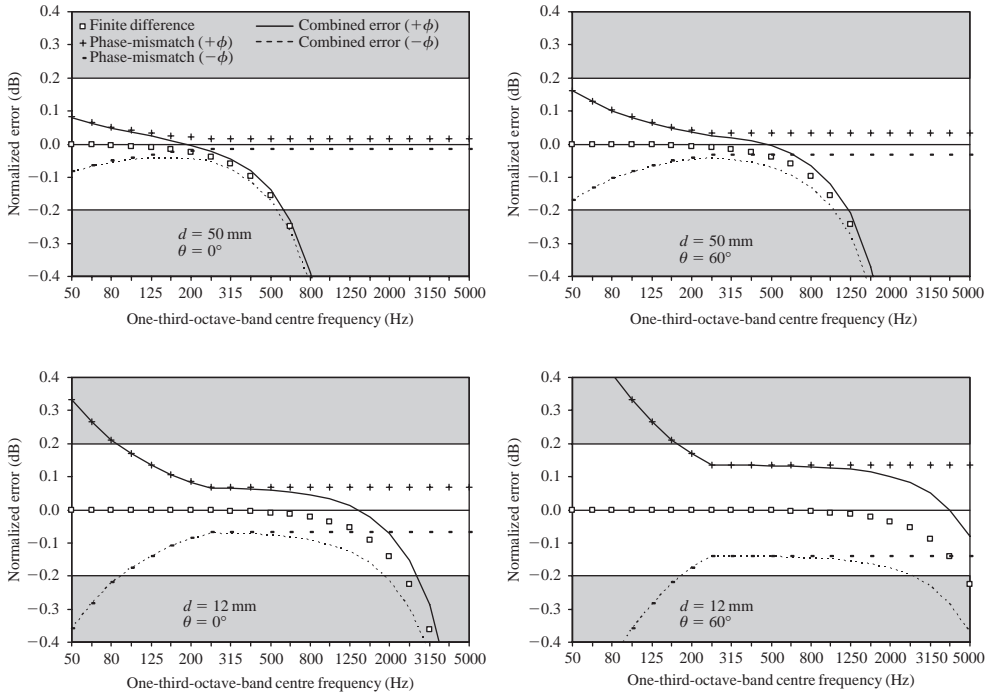 0.4
0.3
0.2
0.1
0.0
−0.1
−0.2
−0.3
−0.4
Normalized error (dB)
Finite difference
Phase-mismatch (+ϕ)
Phase-mismatch (−ϕ)
Combined error (+ϕ)
Combined error (−ϕ)
d = 50 mm
θ = 0°
50 80 125 200 315 500 800 1250 2000 3150 5000
One-third-octave-band centre frequency (Hz)
0.4
0.3
0.2
0.1
0.0
−0.1
−0.2
−0.3
−0.4
Normalized error (dB)
d = 50 mm
θ = 60°
50 80 125 200 315 500 800 1250 2000 3150 5000
One-third-octave-band centre frequency (Hz)
0.4
0.3
0.2
0.1
0.0
−0.1
−0.2
−0.3
−0.4
Normalized error (dB)
d = 12 mm
θ = 0°
50 80 125 200 315 500 800 1250 2000 3150 5000
One-third-octave-band centre frequency (Hz)
0.4
0.3
0.2
0.1
0.0
−0.1
−0.2
−0.3
−0.4
Normalized error (dB)
d = 12 mm
θ = 60°
50 80 125 200 315 500 800 1250 2000 3150 5000
One-third-octave-band centre frequency (Hz)